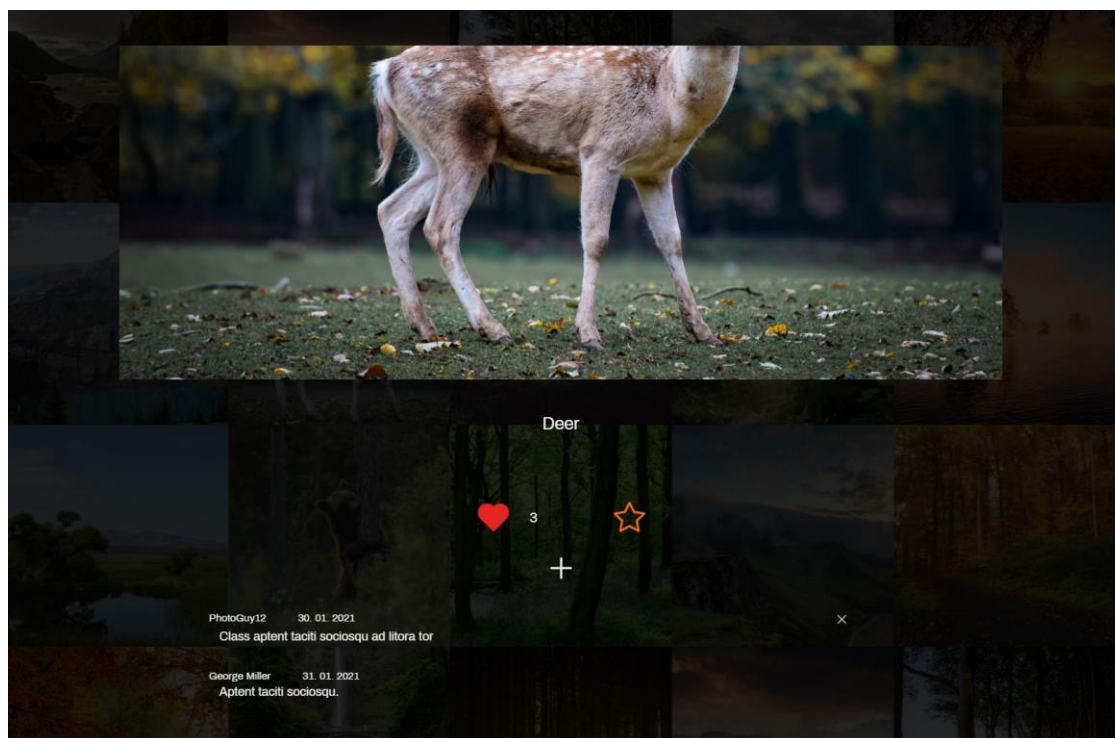 Deer
3
PhotoGuy12 30. 01. 2021
Class aptent taciti sociosqu ad litora tor
George Miller 31. 01. 2021
Aptent taciti sociosqu.